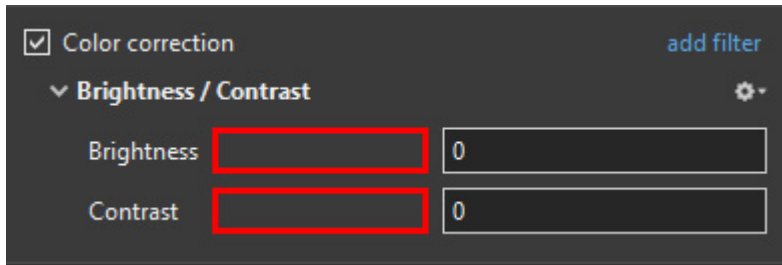 Color correction add filter
Brightness / Contrast
Brightness 0
Contrast 0